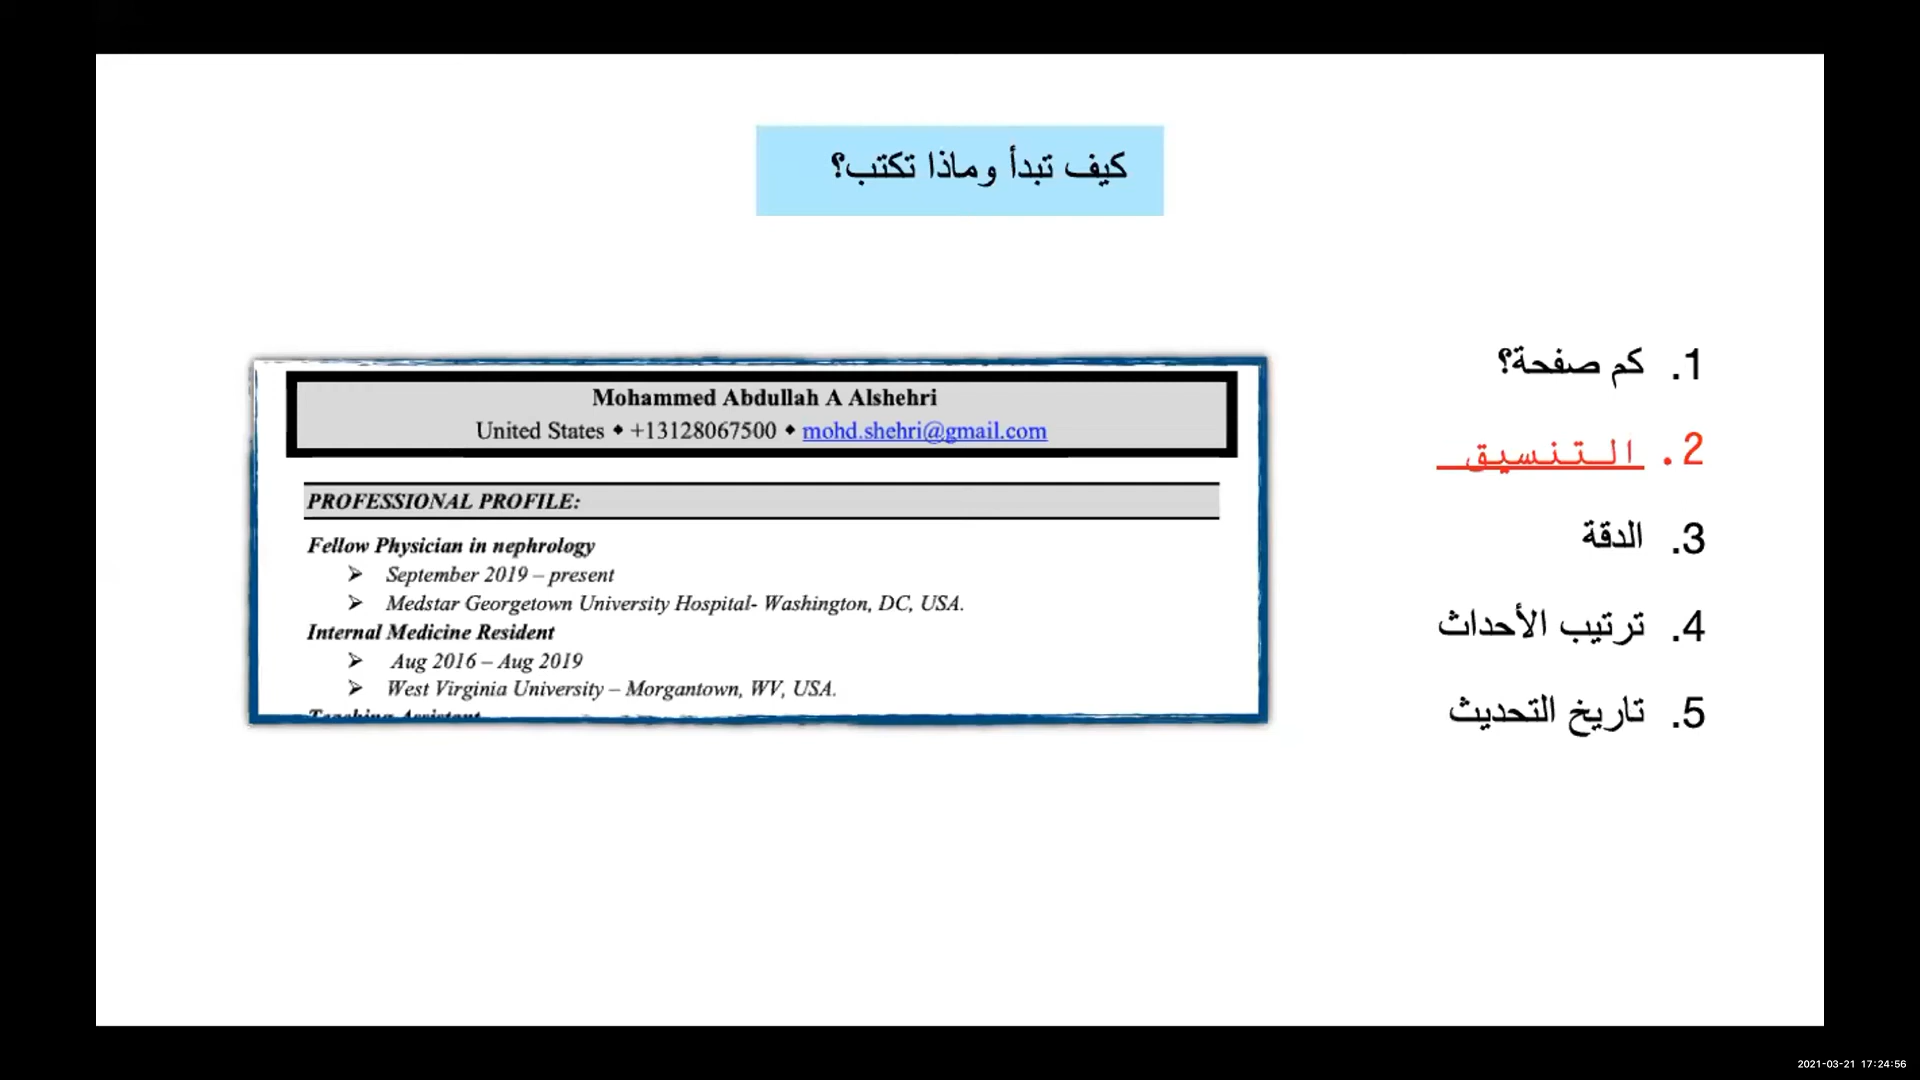 كيف تبدأ وماذا تكتب؟
1. كم صفحة؟
2. التنسيق
3. الدقة
4. ترتيب الأحداث
5. تاريخ التحديث
Mohammed Abdullah A Alshehri
United States ◆ +13128067500 ◆ mohd.shehri@gmail.com
PROFESSIONAL PROFILE:
Fellow Physician in nephrology
➢ September 2019 – present
➢ Medstar Georgetown University Hospital- Washington, DC, USA.
Internal Medicine Resident
➢ Aug 2016 – Aug 2019
➢ West Virginia University – Morgantown, WV, USA.
Teaching Assistant
2021-03-21 17:24:56